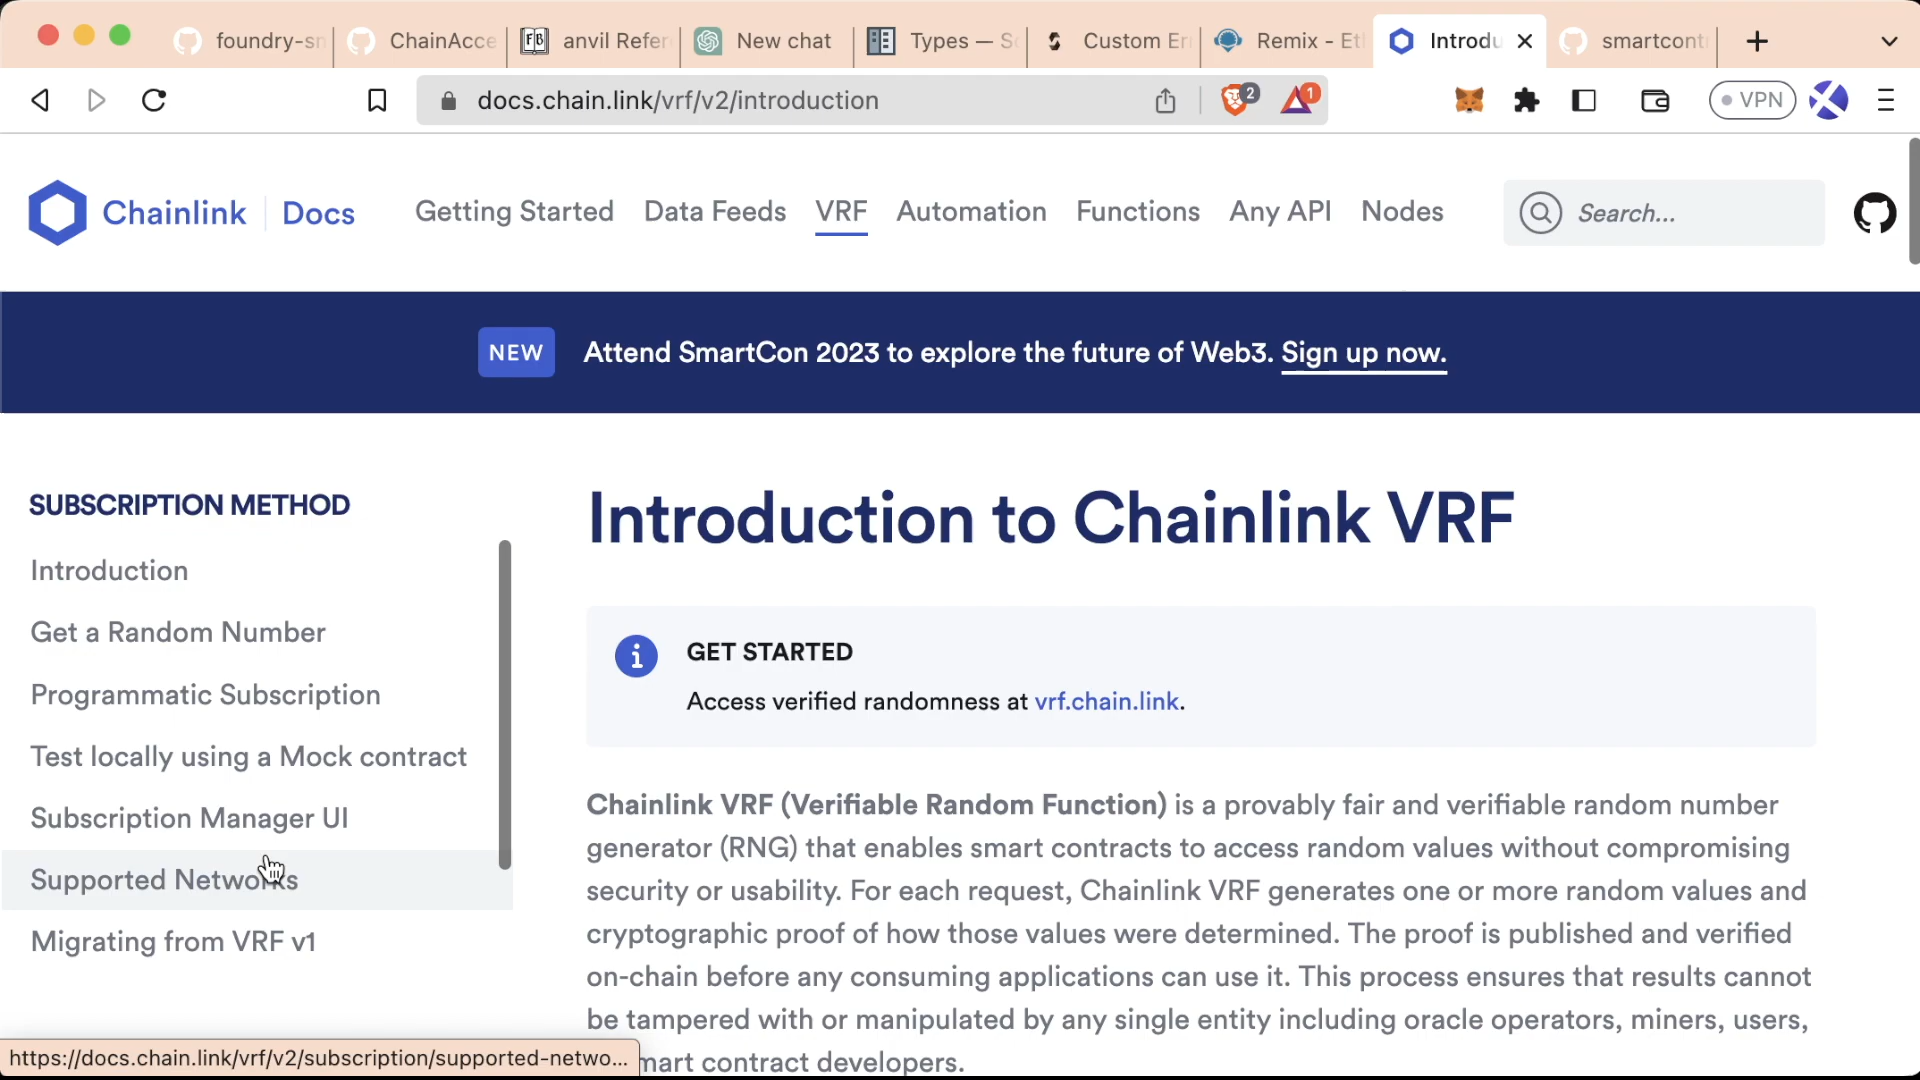 foundry-sn
ChainAcce
anvil Refer
New chat
Types — S
Custom Er
Remix - Et
Introdu
smartcont
docs.chain.link/vrf/v2/introduction
2
1
VPN
Chainlink
Docs
Getting Started
Data Feeds
VRF
Automation
Functions
Any API
Nodes
Search...
NEW
Attend SmartCon 2023 to explore the future of Web3. Sign up now.
SUBSCRIPTION METHOD
Introduction
Get a Random Number
Programmatic Subscription
Test locally using a Mock contract
Subscription Manager UI
Supported Networks
Migrating from VRF v1
Introduction to Chainlink VRF
GET STARTED
Access verified randomness at vrf.chain.link.
Chainlink VRF (Verifiable Random Function) is a provably fair and verifiable random number
generator (RNG) that enables smart contracts to access random values without compromising
security or usability. For each request, Chainlink VRF generates one or more random values and
cryptographic proof of how those values were determined. The proof is published and verified
on-chain before any consuming applications can use it. This process ensures that results cannot
be tampered with or manipulated by any single entity including oracle operators, miners, users,
mart contract developers.
https://docs.chain.link/vrf/v2/subscription/supported-netwo...